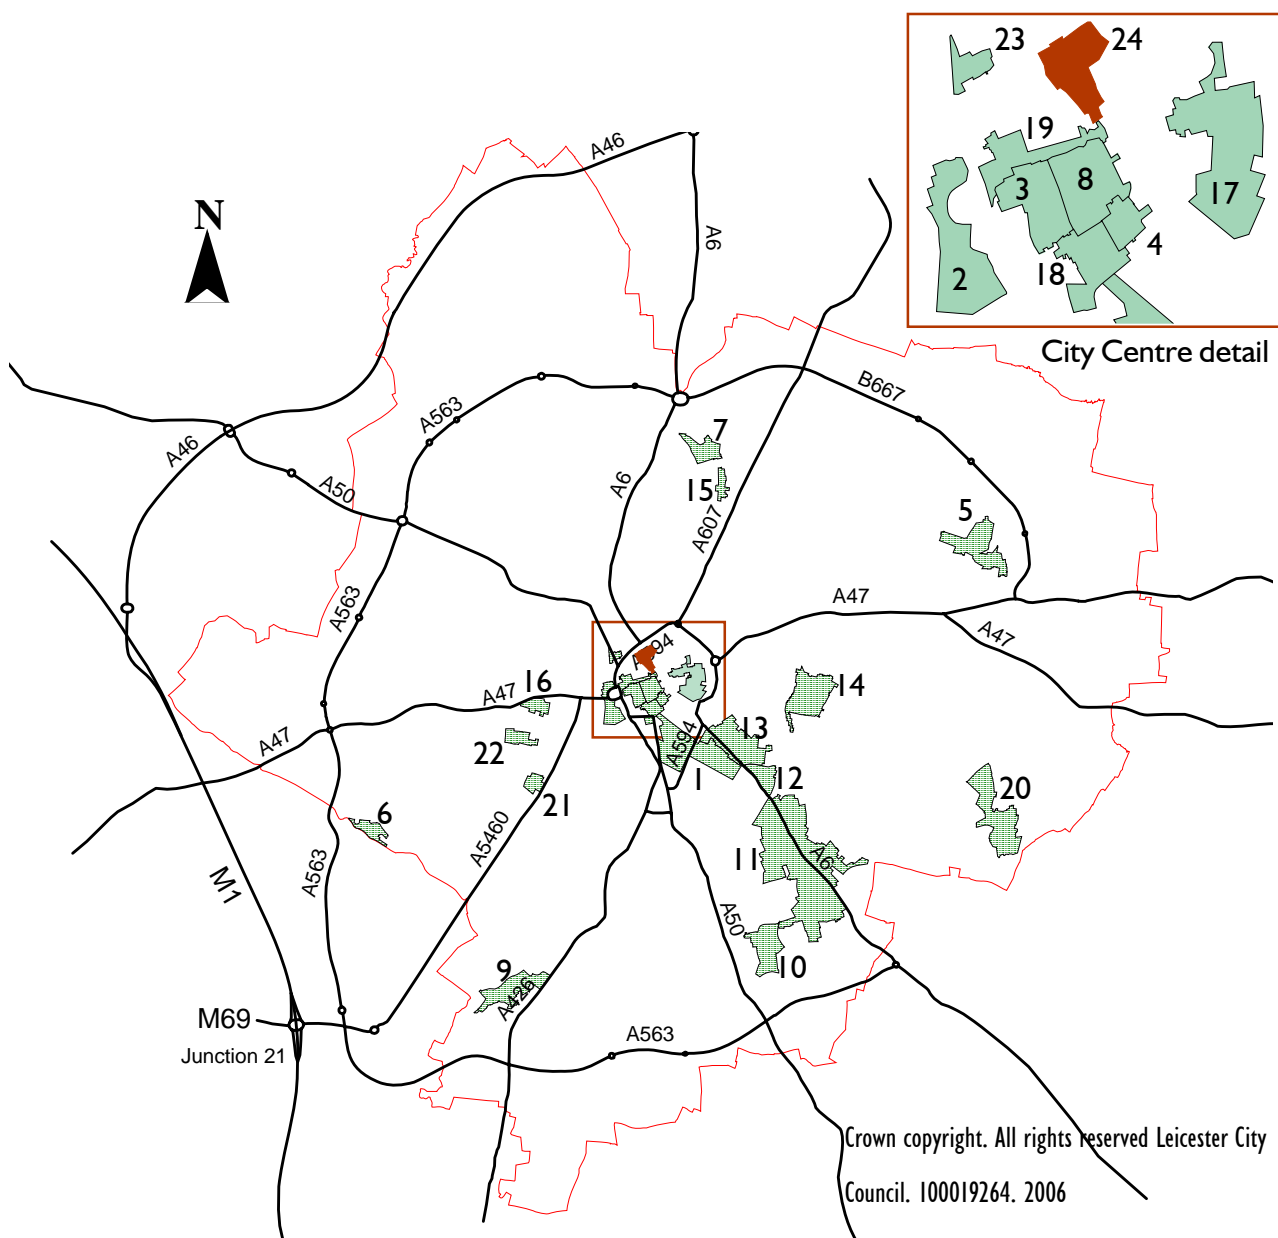 23
24
19
3
8
17
4
18
2
City Centre detail
N
A46
A6
B667
A563
A46
A50
A6
7
15
A607
5
A563
A47
A47
A594
16
A47
14
A47
22
13
A594
1
12
20
21
6
A5460
11
A6
A563
M1
A50
10
9
A426
M69
Junction 21
A563
Crown copyright. All rights reserved Leicester City
Council. 100019264. 2006